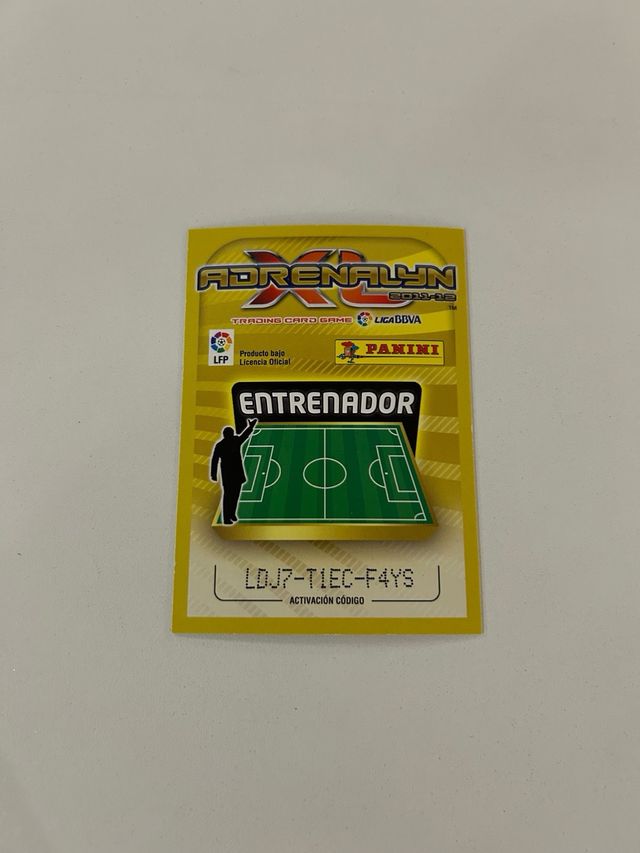 ADRENALYN
XL
2011-12
TM
TRADING CARD GAME LIGA BBVA
LFP
Producto bajo
Licencia Oficial
PANINI
ENTRENADOR
LDJ7-T1EC-F4YS
ACTIVACIÓN CÓDIGO